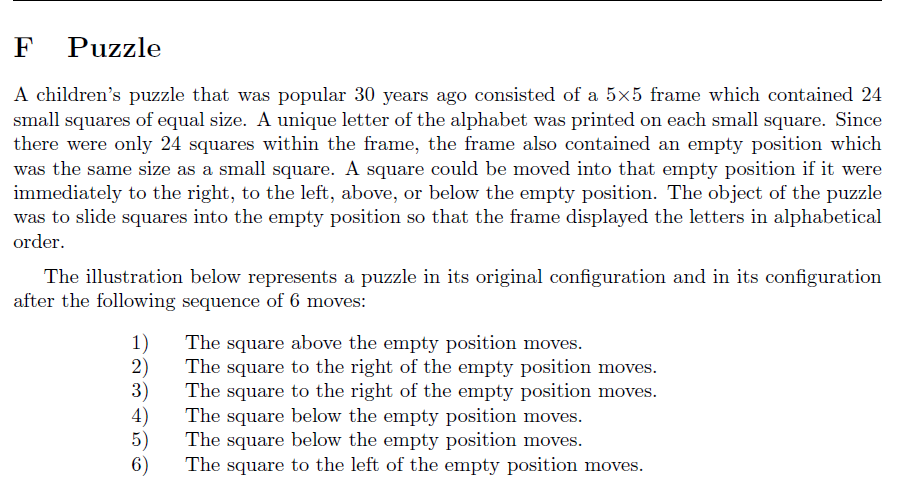 F Puzzle
A children's puzzle that was popular 30 years ago consisted of a 5×5 frame which contained 24
small squares of equal size. A unique letter of the alphabet was printed on each small square. Since
there were only 24 squares within the frame, the frame also contained an empty position which
was the same size as a small square. A square could be moved into that empty position if it were
immediately to the right, to the left, above, or below the empty position. The object of the puzzle
was to slide squares into the empty position so that the frame displayed the letters in alphabetical
order.
The illustration below represents a puzzle in its original configuration and in its configuration
after the following sequence of 6 moves:
1) The square above the empty position moves.
2) The square to the right of the empty position moves.
3) The square to the right of the empty position moves.
4) The square below the empty position moves.
5) The square below the empty position moves.
6) The square to the left of the empty position moves.